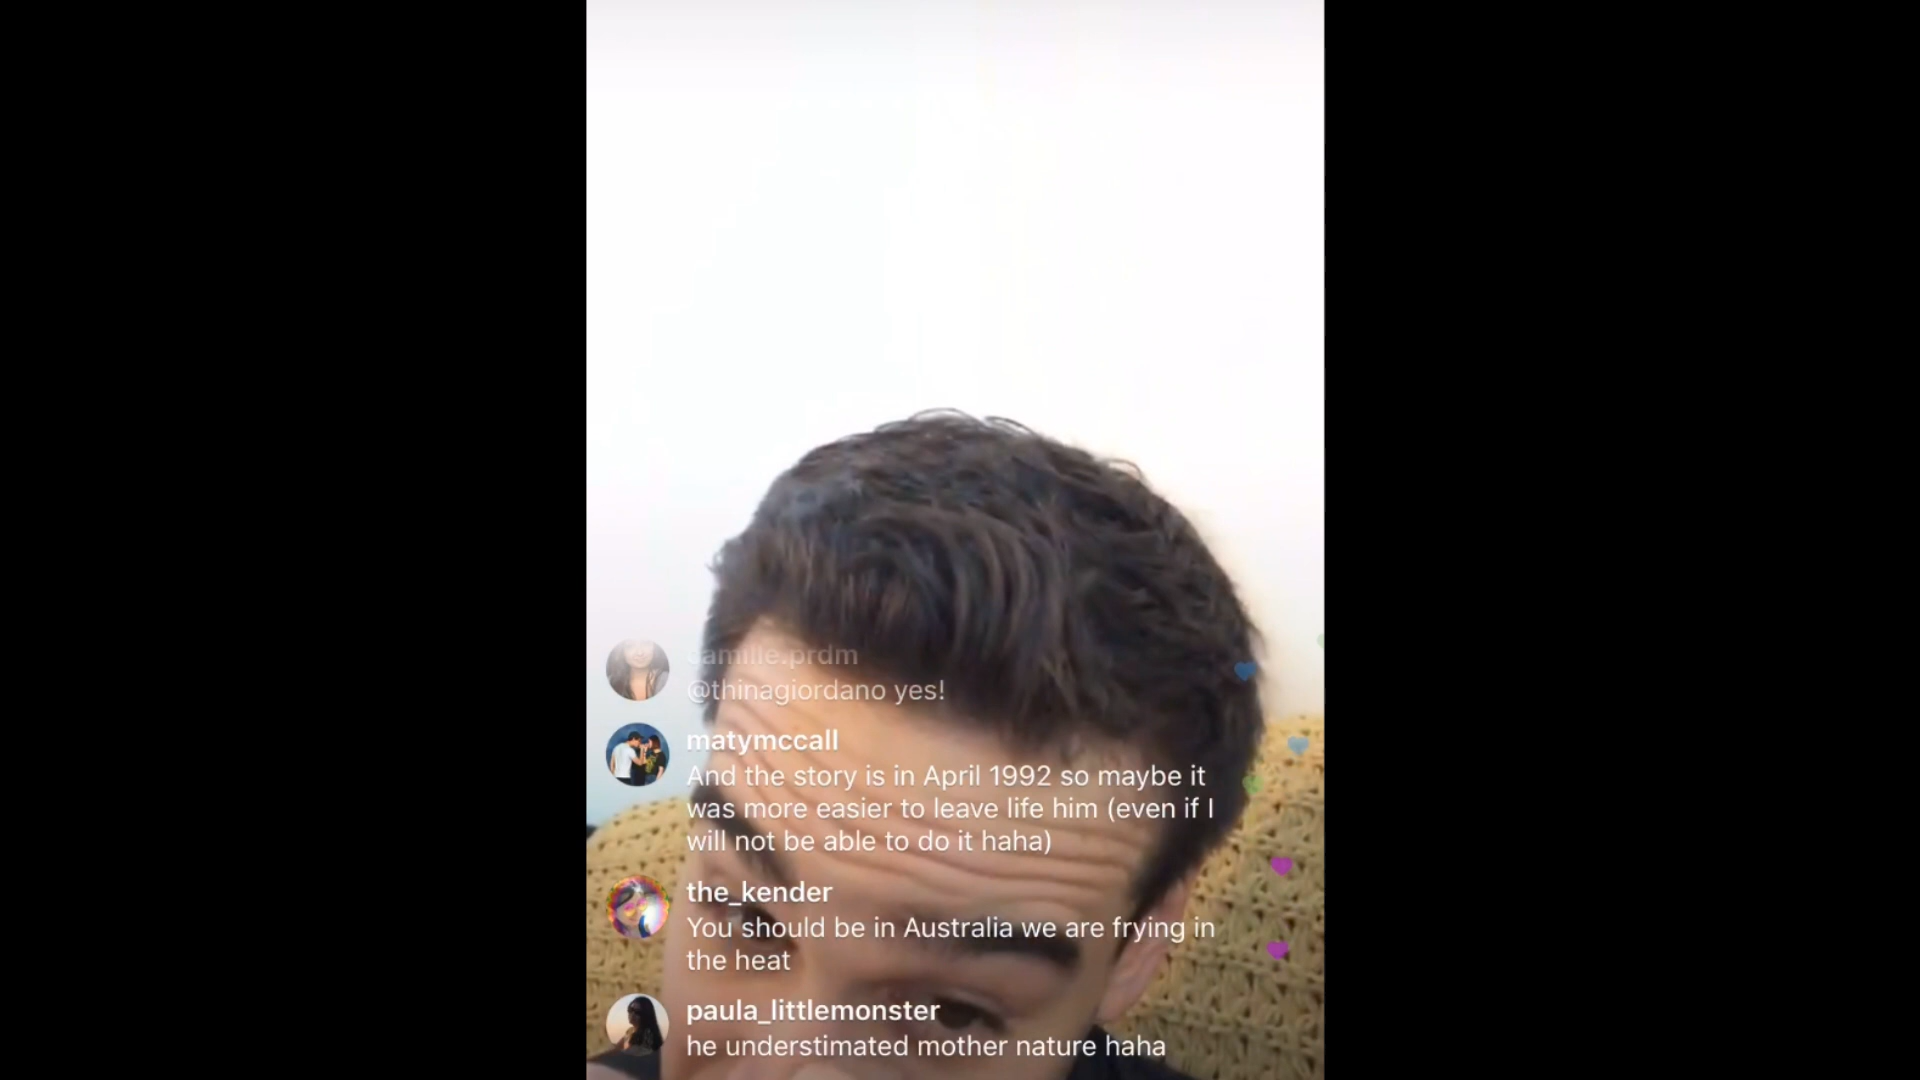 camille.prdm
@thinagiordano yes!
matymccall
And the story is in April 1992 so maybe it
was more easier to leave life him (even if I
will not be able to do it haha)
the_kender
You should be in Australia we are frying in
the heat
paula_littlemonster
he understimated mother nature haha